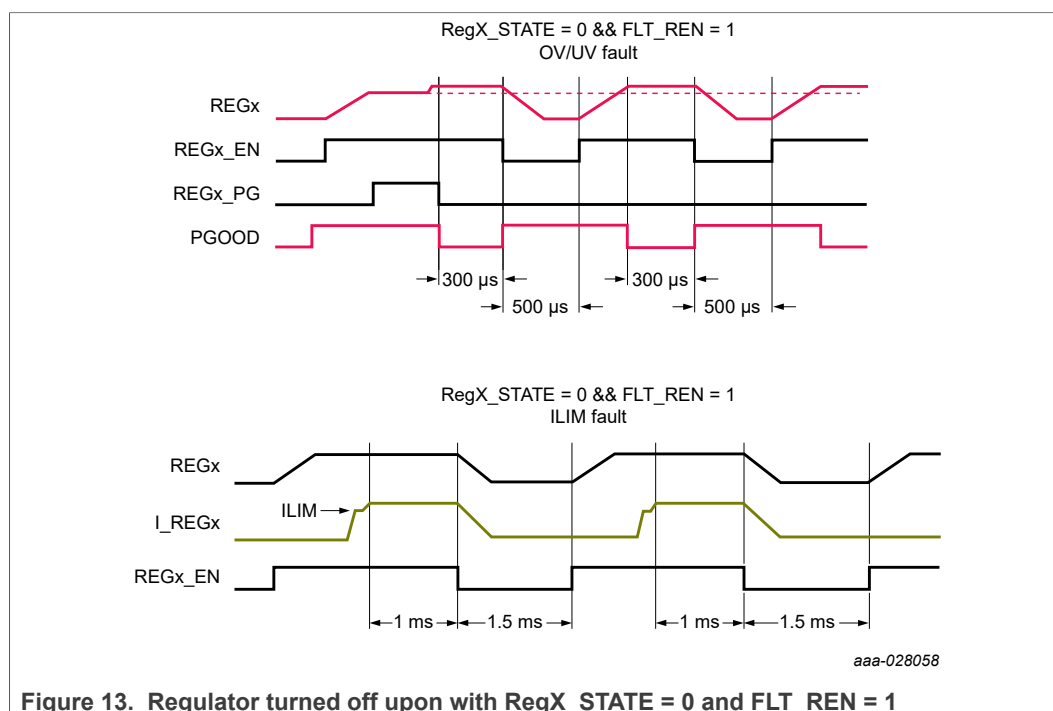 RegX_STATE = 0 && FLT_REN = 1
OV/UV fault
REGx
REGx_EN
REGx_PG
PGOOD
300 µs
300 µs
500 µs
500 µs
RegX_STATE = 0 && FLT_REN = 1
ILIM fault
REGx
ILIM
I_REGx
REGx_EN
1 ms
1.5 ms
1 ms
1.5 ms
aaa-028058
Figure 13. Regulator turned off upon with RegX_STATE = 0 and FLT_REN = 1